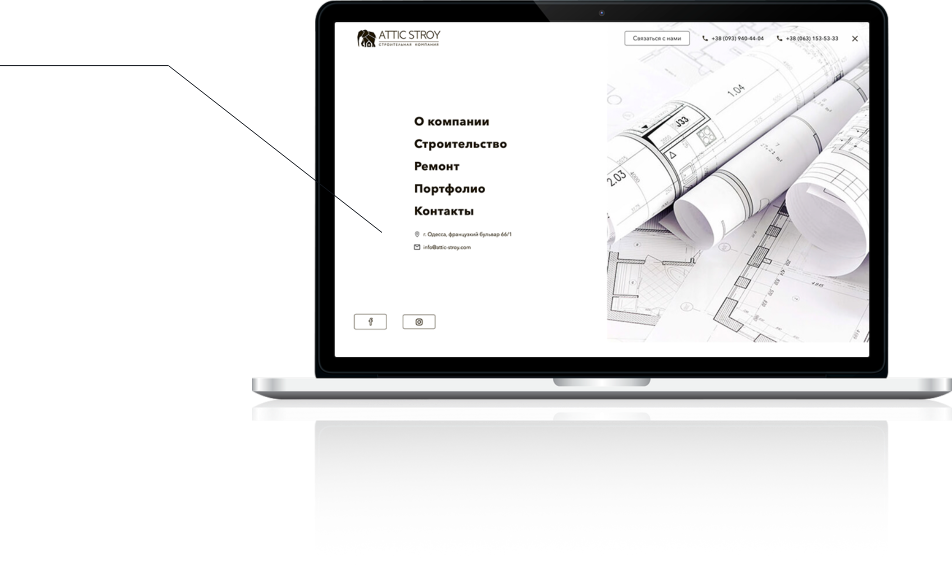 ATTIC STROY
СТРОИТЕЛЬНАЯ КОМПАНИЯ
Связаться с нами
+38 (093) 940-44-04
+38 (063) 153-53-33
О компании
Строительство
Ремонт
Портфолио
Контакты
г. Одесса, французкий бульвар 66/1
info@attic-stroy.com
1.04
J33
2.03